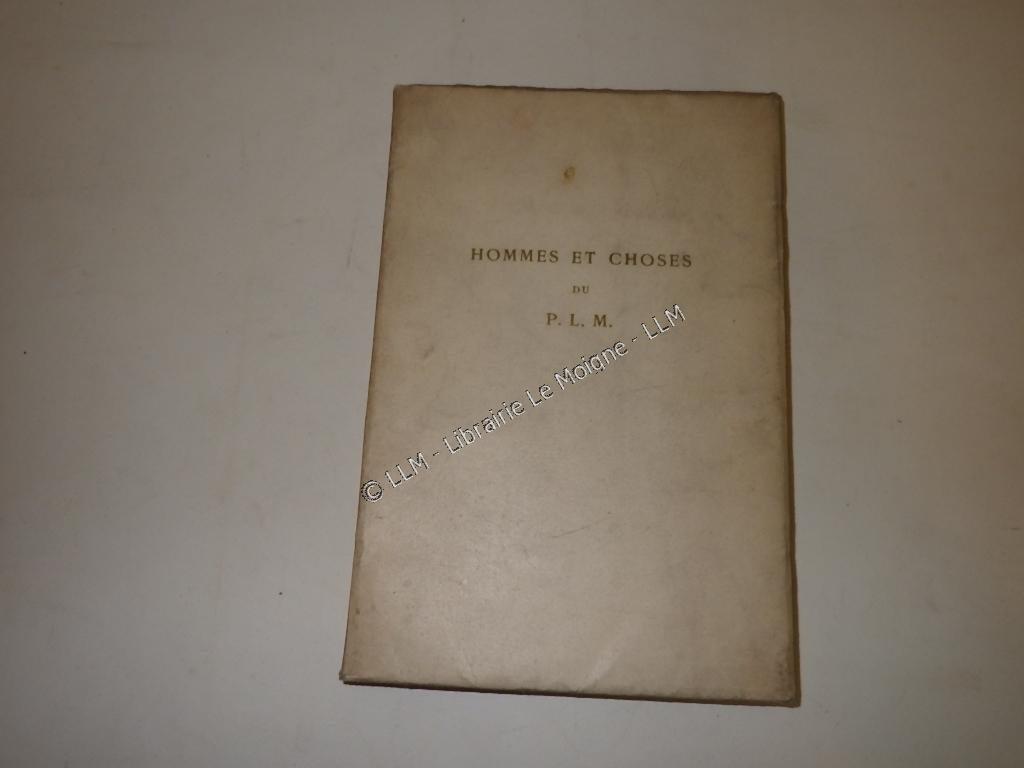 HOMMES ET CHOSES
DU
P. L. M.
© LLM - Librairie Le Moigne - LLM